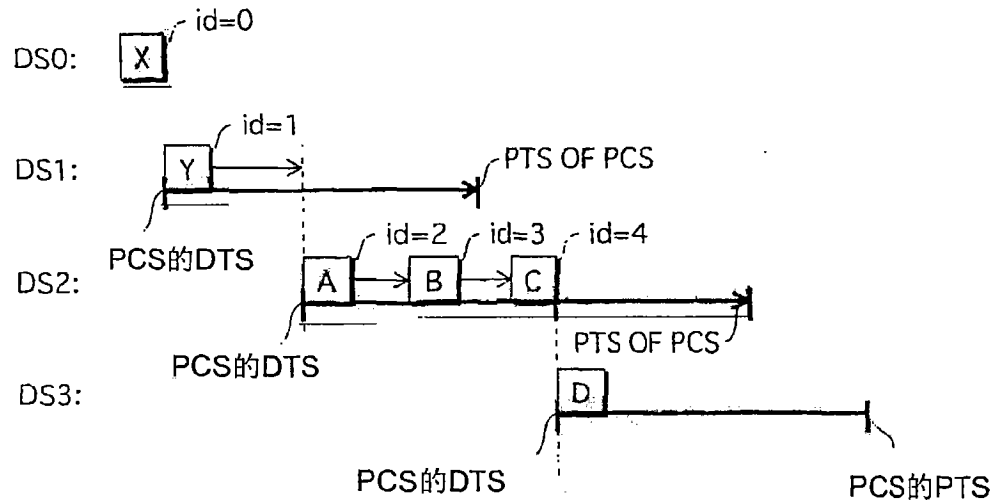 id=0
DS0: X
id=1
DS1: Y PTS OF PCS
PCS的DTS
id=2 id=3 id=4
DS2: A B C
PTS OF PCS
PCS的DTS
DS3: D
PCS的DTS PCS的PTS